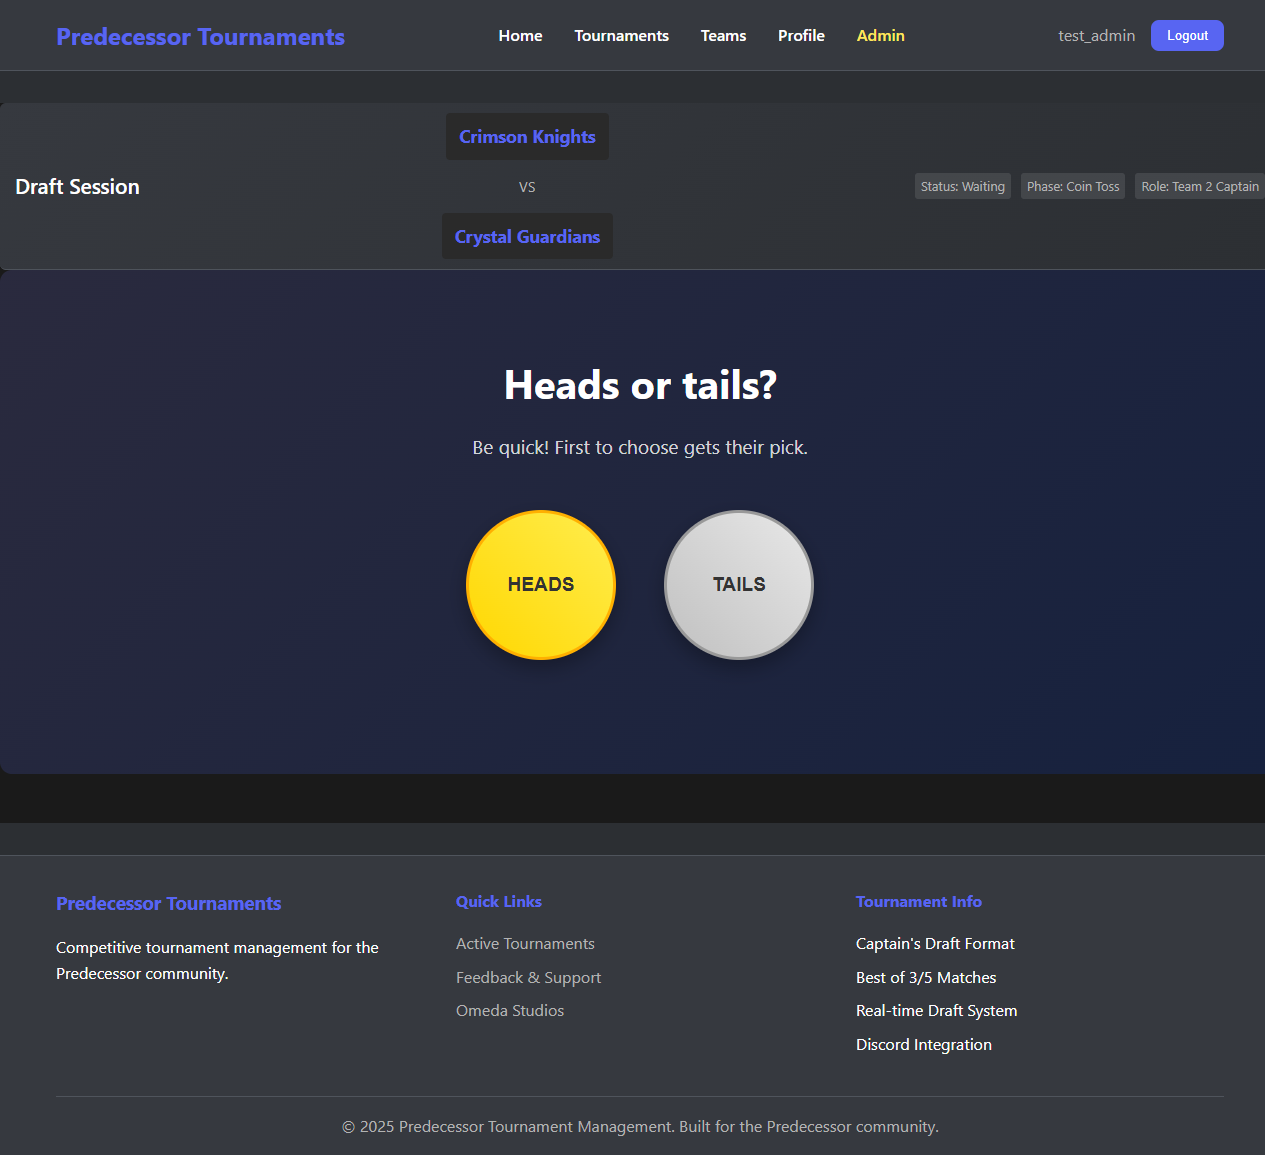 Predecessor Tournaments
Home
Tournaments
Teams
Profile
Admin
test_admin
Logout
Draft Session
Crimson Knights
VS
Crystal Guardians
Status: Waiting
Phase: Coin Toss
Role: Team 2 Captain
Heads or tails?
Be quick! First to choose gets their pick.
HEADS
TAILS
Predecessor Tournaments
Competitive tournament management for the
Predecessor community.
Quick Links
Active Tournaments
Feedback & Support
Omeda Studios
Tournament Info
Captain's Draft Format
Best of 3/5 Matches
Real-time Draft System
Discord Integration
© 2025 Predecessor Tournament Management. Built for the Predecessor community.